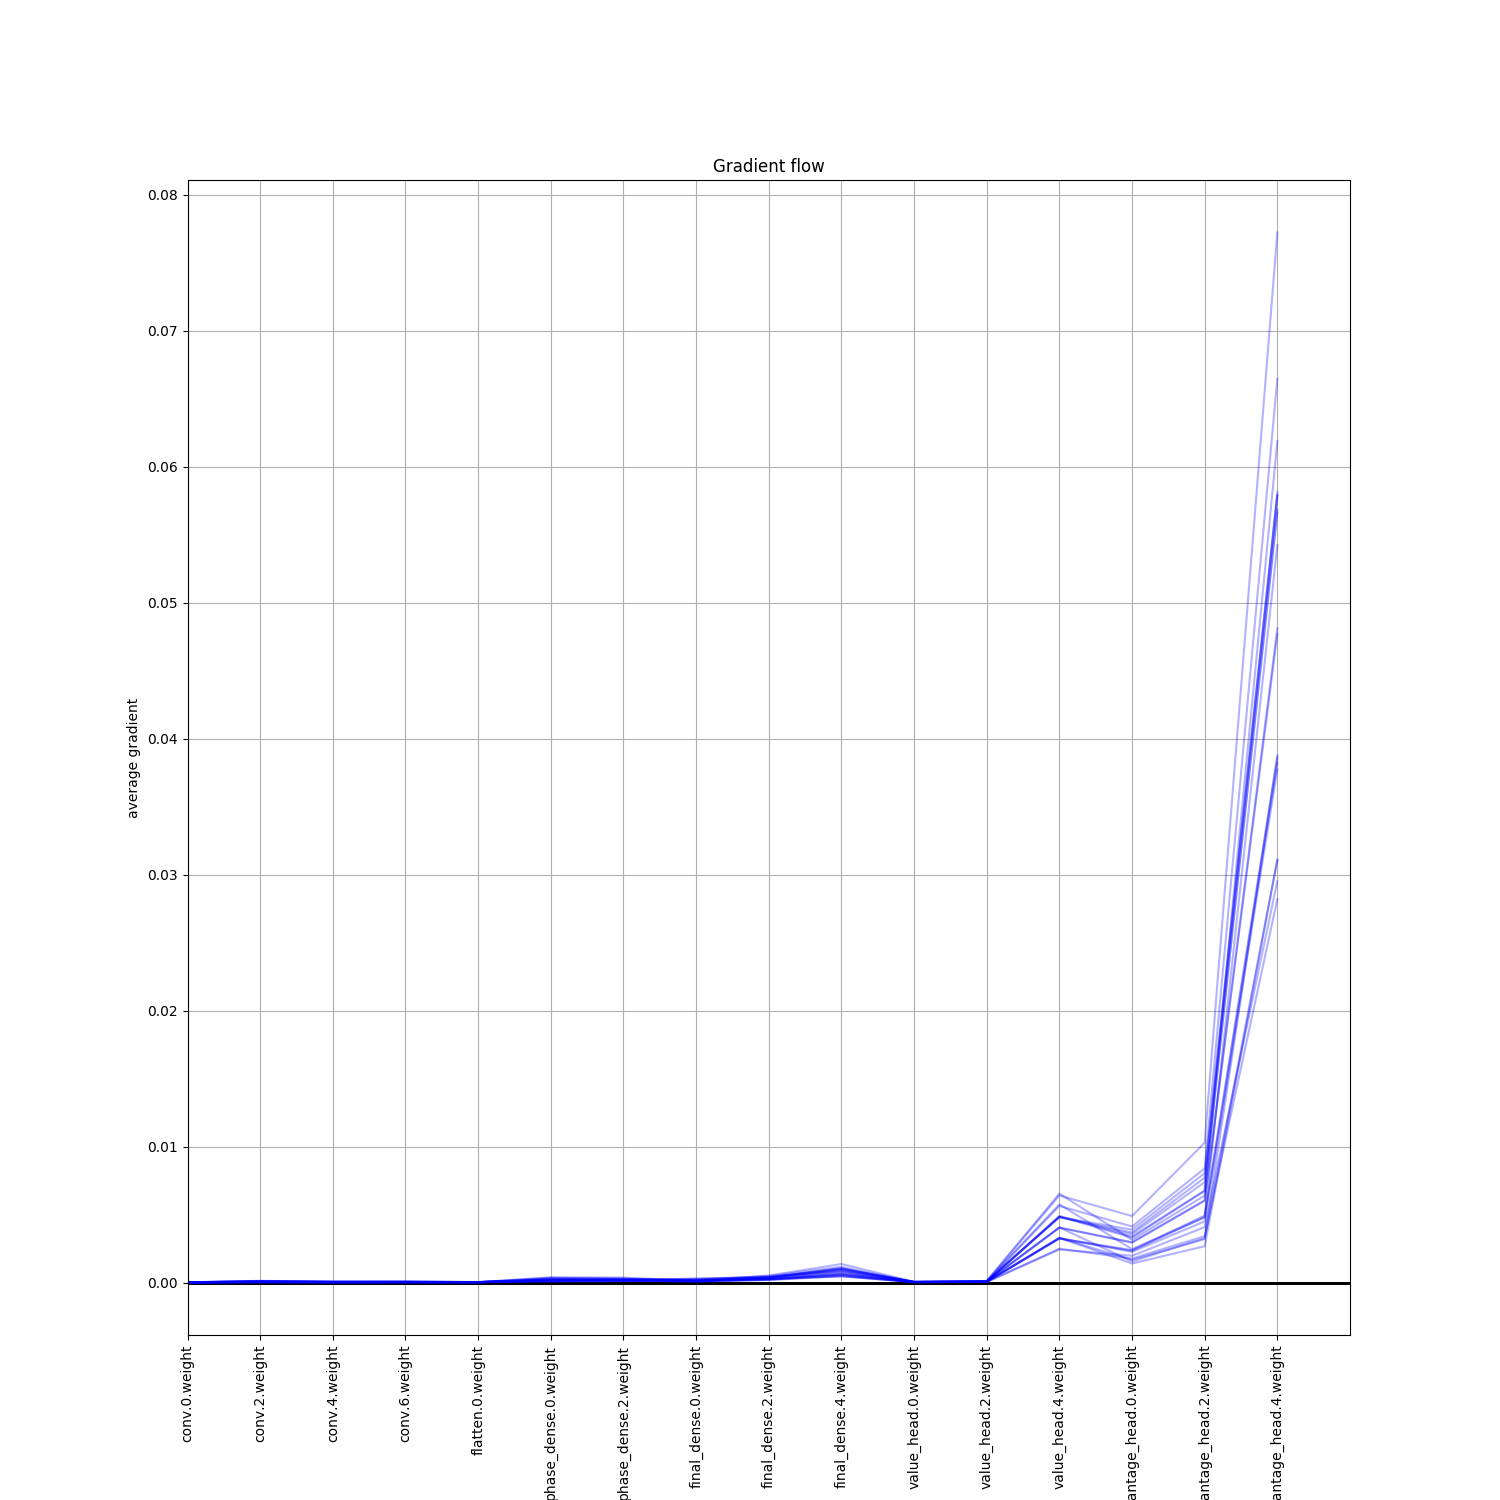 Gradient flow
0.08
0.07
0.06
0.05
0.04
0.03
0.02
0.01
0.00
average gradient
conv.0.weight
conv.2.weight
conv.4.weight
conv.6.weight
flatten.0.weight
phase_dense.0.weight
phase_dense.2.weight
final_dense.0.weight
final_dense.2.weight
final_dense.4.weight
value_head.0.weight
value_head.2.weight
value_head.4.weight
antage_head.0.weight
antage_head.2.weight
antage_head.4.weight